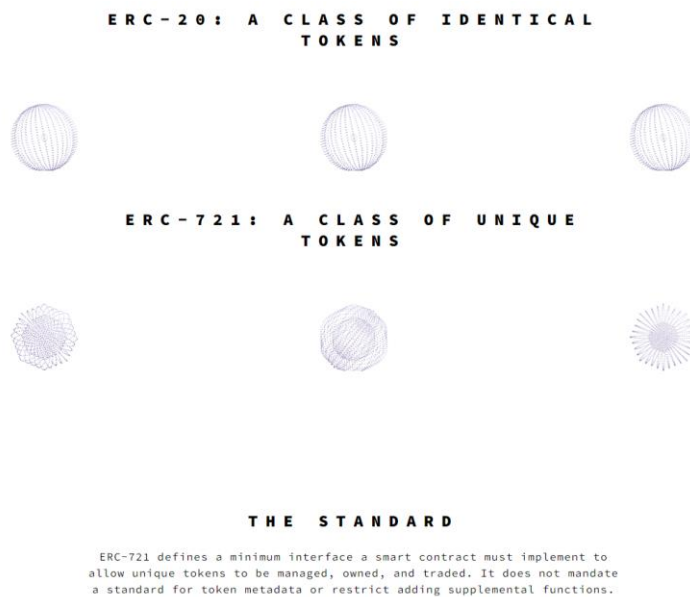 ERC-20: A CLASS OF IDENTICAL
TOKENS
ERC-721: A CLASS OF UNIQUE
TOKENS
THE STANDARD
ERC-721 defines a minimum interface a smart contract must implement to
allow unique tokens to be managed, owned, and traded. It does not mandate
a standard for token metadata or restrict adding supplemental functions.